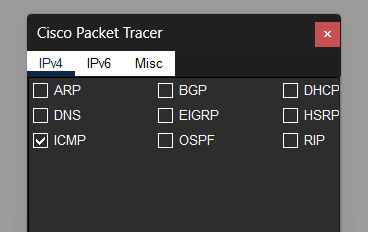 Cisco Packet Tracer
IPv4 IPv6 Misc
ARP BGP DHCP
DNS EIGRP HSRP
ICMP OSPF RIP